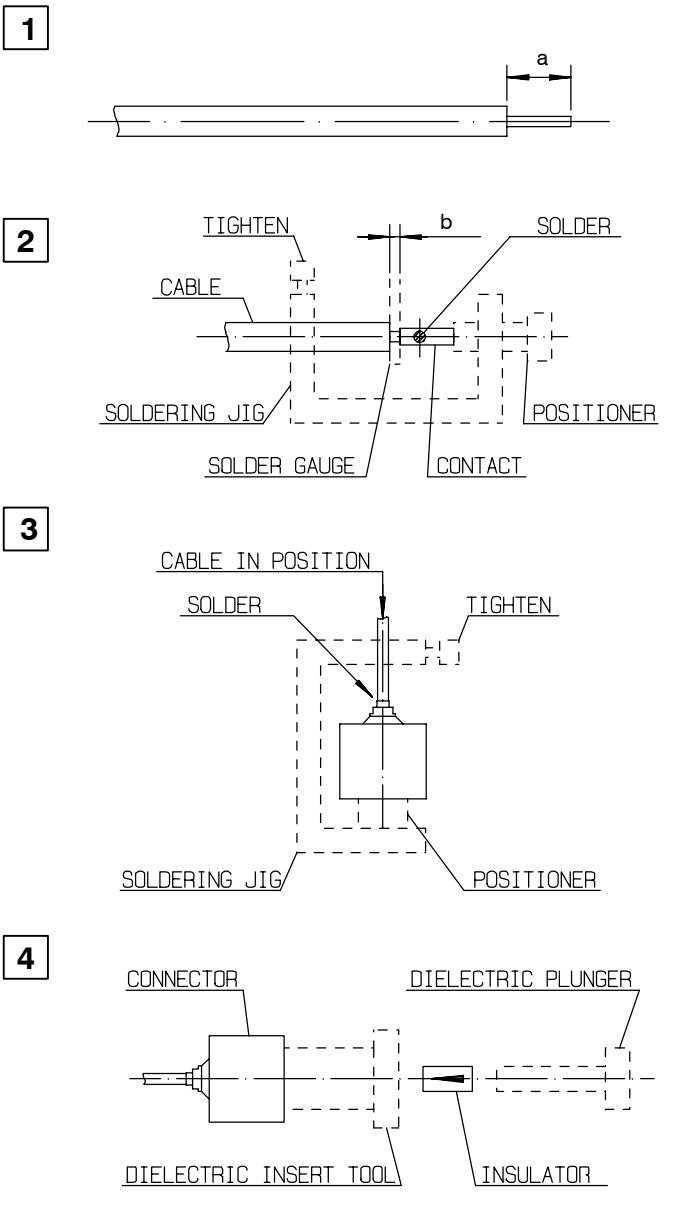 1
a
2
TIGHTEN
b
SOLDER
CABLE
SOLDERING JIG
POSITIONER
SOLDER GAUGE
CONTACT
3
CABLE IN POSITION
SOLDER
TIGHTEN
SOLDERING JIG
POSITIONER
4
CONNECTOR
DIELECTRIC PLUNGER
DIELECTRIC INSERT TOOL
INSULATOR